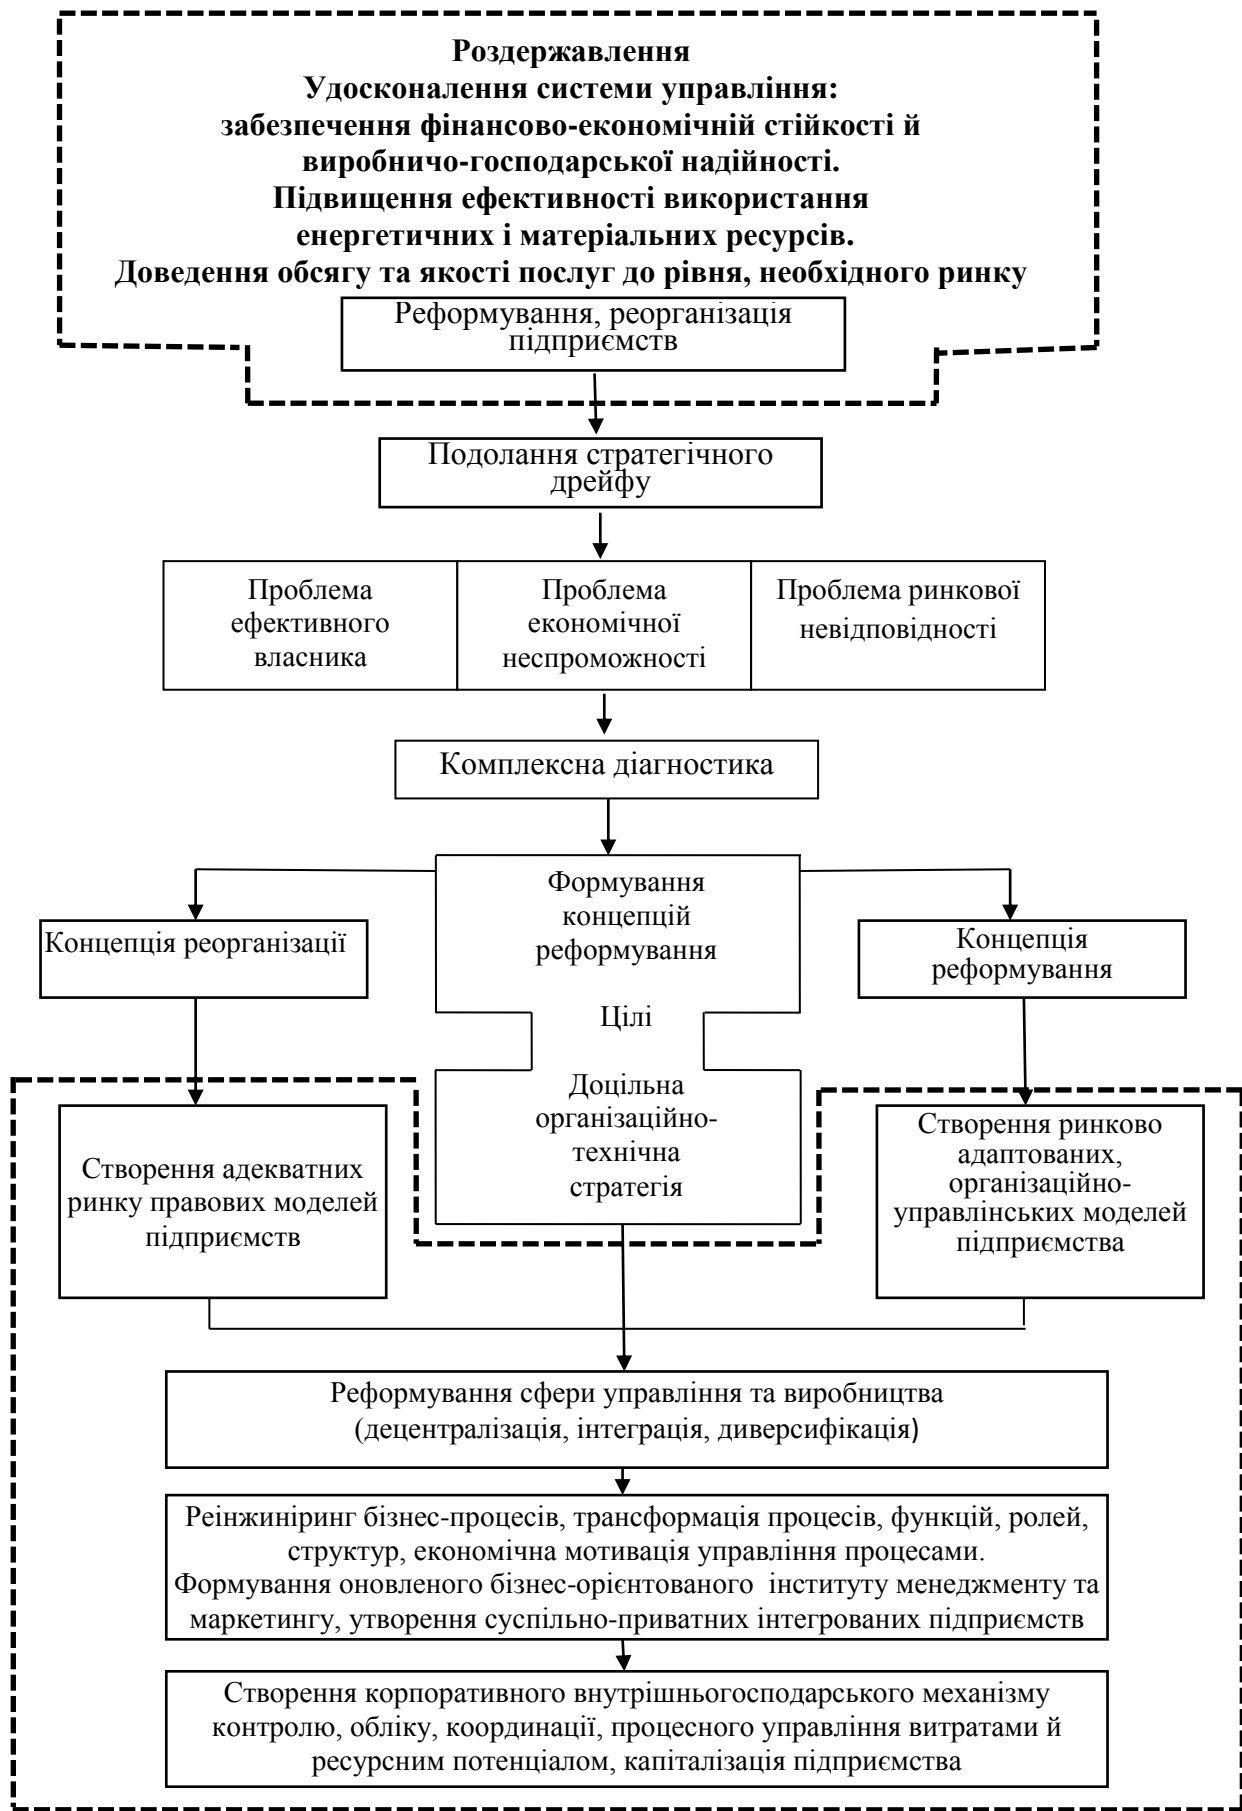 Роздержавлення
Удосконалення системи управління:
забезпечення фінансово-економічній стійкості й
виробничо-господарської надійності.
Підвищення ефективності використання
енергетичних і матеріальних ресурсів.
Доведення обсягу та якості послуг до рівня, необхідного ринку
Реформування, реорганізація
підприємств
Подолання стратегічного
дрейфу
Проблема
ефективного
власника
Проблема
економічної
неспроможності
Проблема ринкової
невідповідності
Комплексна діагностика
Формування
концепцій
реформування
Концепція реорганізації
Концепція
реформування
Цілі
Доцільна
організаційно-
технічна
стратегія
Створення адекватних
ринку правових моделей
підприємств
Створення ринково
адаптованих,
організаційно-
управлінських моделей
підприємства
Реформування сфери управління та виробництва
(децентралізація, інтеграція, диверсифікація)
Реінжиніринг бізнес-процесів, трансформація процесів, функцій, ролей,
структур, економічна мотивація управління процесами.
Формування оновленого бізнес-орієнтованого інституту менеджменту та
маркетингу, утворення суспільно-приватних інтегрованих підприємств
Створення корпоративного внутрішньогосподарського механізму
контролю, обліку, координації, процесного управління витратами й
ресурсним потенціалом, капіталізація підприємства